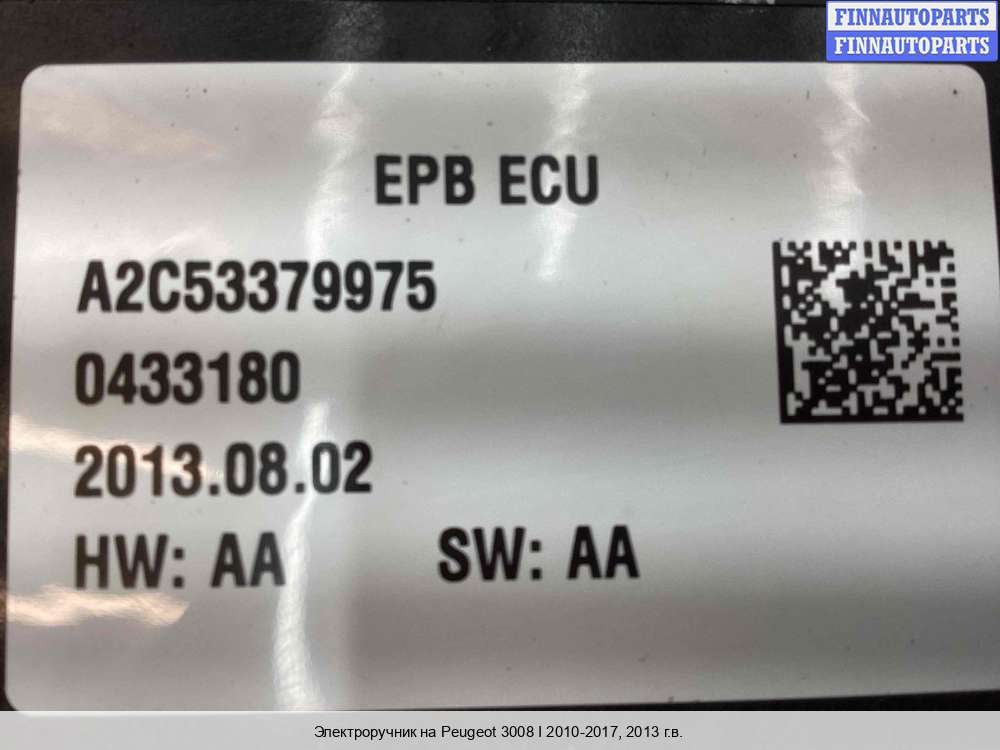 FINNAUTOPARTS
FINNAUTOPARTS
EPB ECU
A2C53379975
0433180
2013.08.02
HW: AA SW: AA
Электроручник на Peugeot 3008 I 2010-2017, 2013 г.в.